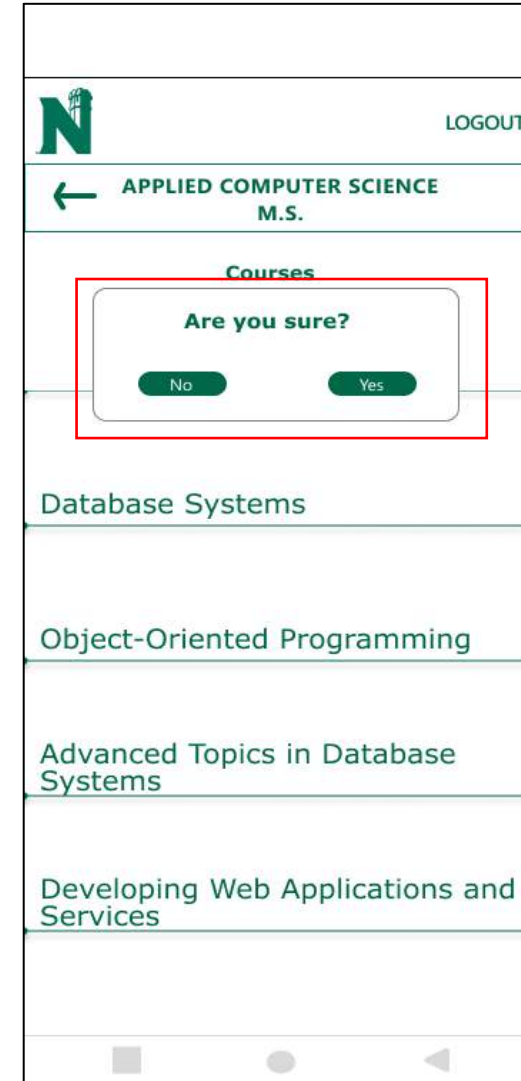 N
LOGOUT
APPLIED COMPUTER SCIENCE
M.S.
Courses
Are you sure?
No Yes
Database Systems
Object-Oriented Programming
Advanced Topics in Database
Systems
Developing Web Applications and
Services